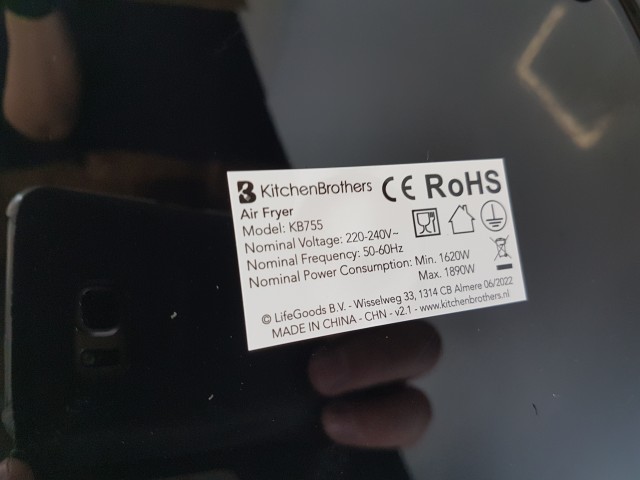 KitchenBrothers CE RoHS
Air Fryer
Model: KB755
Nominal Voltage: 220-240V~
Nominal Frequency: 50-60Hz
Nominal Power Consumption: Min. 1620W
Max. 1890W
© LifeGoods B.V. - Wisselweg 33, 1314 CB Almere 06/2022
MADE IN CHINA - CHN - v2.1 - www.kitchenbrothers.nl